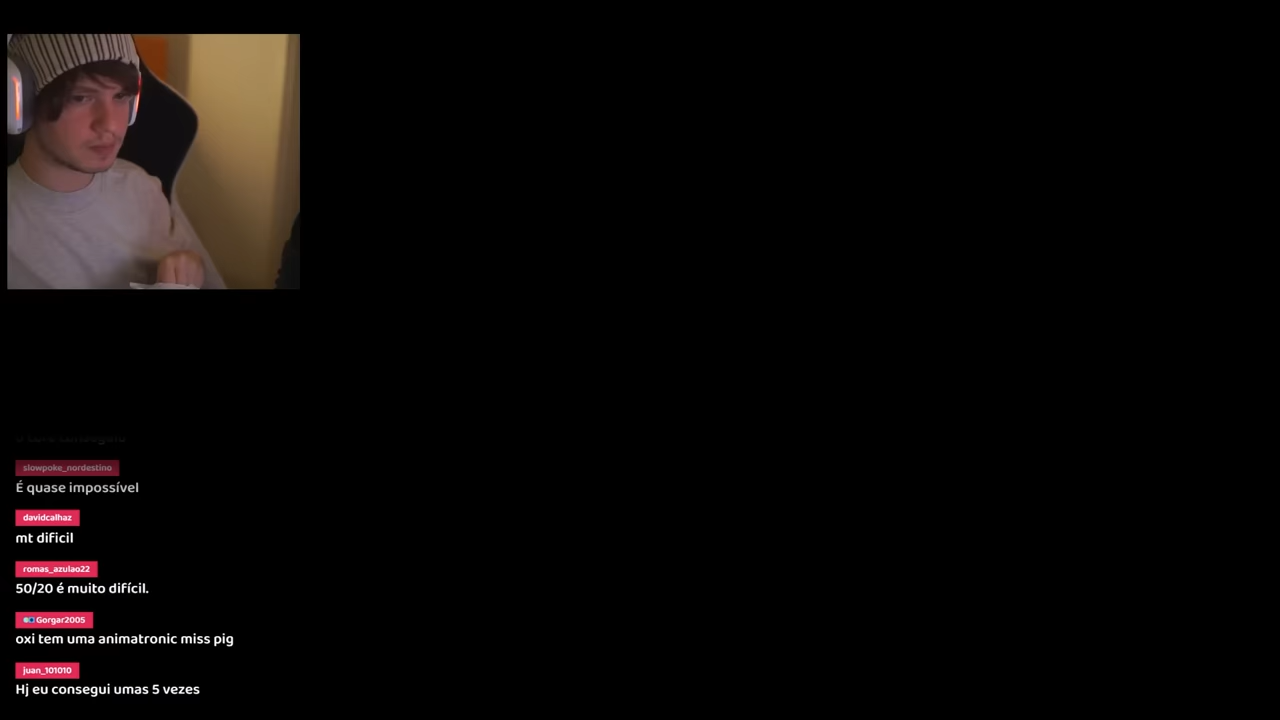 slowpoke_nordestino
É quase impossível
davidcalhaz
mt dificil
romas_azulao22
50/20 é muito difícil.
Gorgar2005
oxi tem uma animatronic miss pig
juan_101010
Hj eu consegui umas 5 vezes